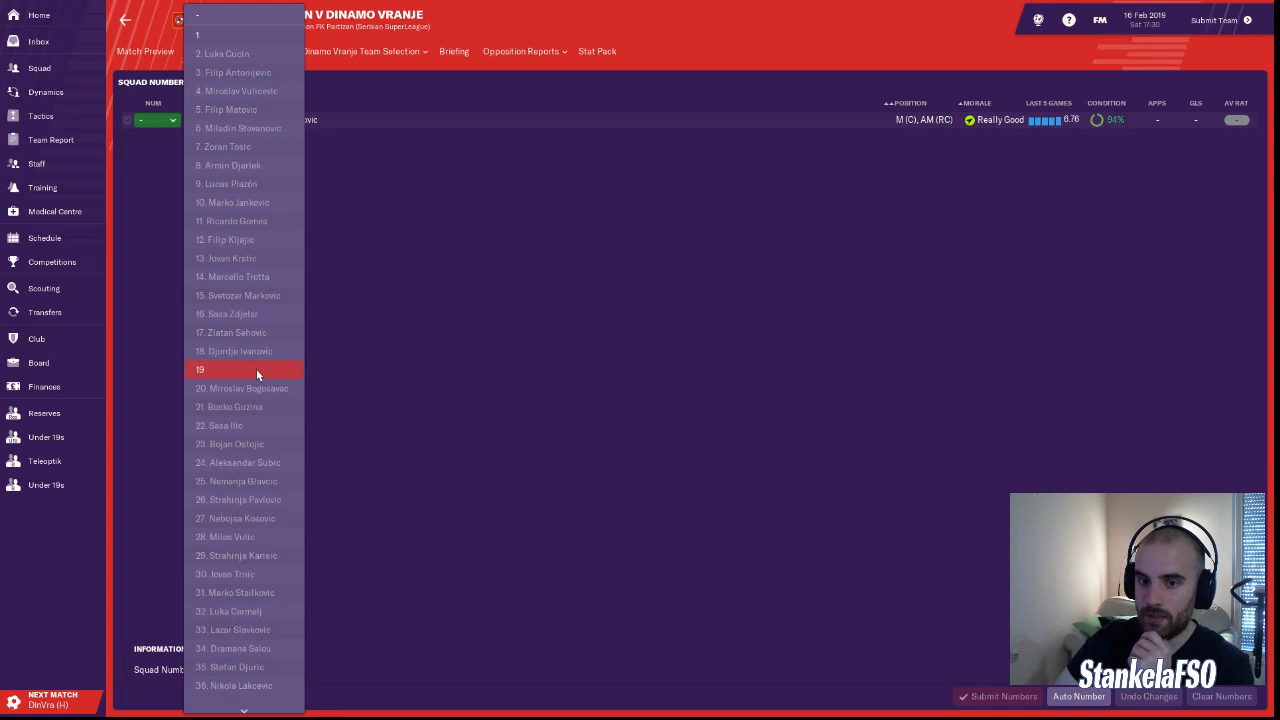 Home
Inbox
Squad
Dynamics
Tactics
Team Report
Staff
Training
Medical Centre
Schedule
Competitions
Scouting
Transfers
Club
Board
Finances
Reserves
Under 19s
Teleoptik
Under 19s
NEXT MATCH
DinVra (H)
N V DINAMO VRANJE
on FK Partizan (Serbian SuperLeague)
16 Feb 2019
Sat 17:30
FM
Submit Team
Match Preview
Dinamo Vranje Team Selection
Briefing
Opposition Reports
Stat Pack
SQUAD NUMBER
NUM
POSITION
MORALE
LAST 5 GAMES
CONDITION
APPS
GLS
AV RAT
-
ovic
M (C), AM (RC)
Really Good
6.76
94%
-
-
-
-
1
2. Luka Cucin
3. Filip Antonijevic
4. Miroslav Vulicevic
5. Filip Matovic
6. Miladin Stevanovic
7. Zoran Tosic
8. Armin Djerlek
9. Lucas Piazón
10. Marko Jankovic
11. Ricardo Gomes
12. Filip Kljajic
13. Jovan Krstic
14. Marcello Trotta
15. Svetozar Markovic
16. Sasa Zdjelar
17. Zlatan Sehovic
18. Djordje Ivanovic
19
20. Miroslav Bogosavac
21. Bosko Guzina
22. Sasa Ilic
23. Bojan Ostojic
24. Aleksandar Subic
25. Nemanja Glavcic
26. Strahinja Pavlovic
27. Nebojsa Kosovic
28. Milos Vulic
29. Strahinja Karisic
30. Jovan Trnic
31. Marko Stailkovic
32. Luka Cermelj
33. Lazar Slavkovic
34. Dramane Salou
35. Stefan Djuric
36. Nikola Lakcevic
INFORMATIO
Squad Numb
StankelaFSO
Submit Numbers
Auto Number
Undo Changes
Clear Numbers